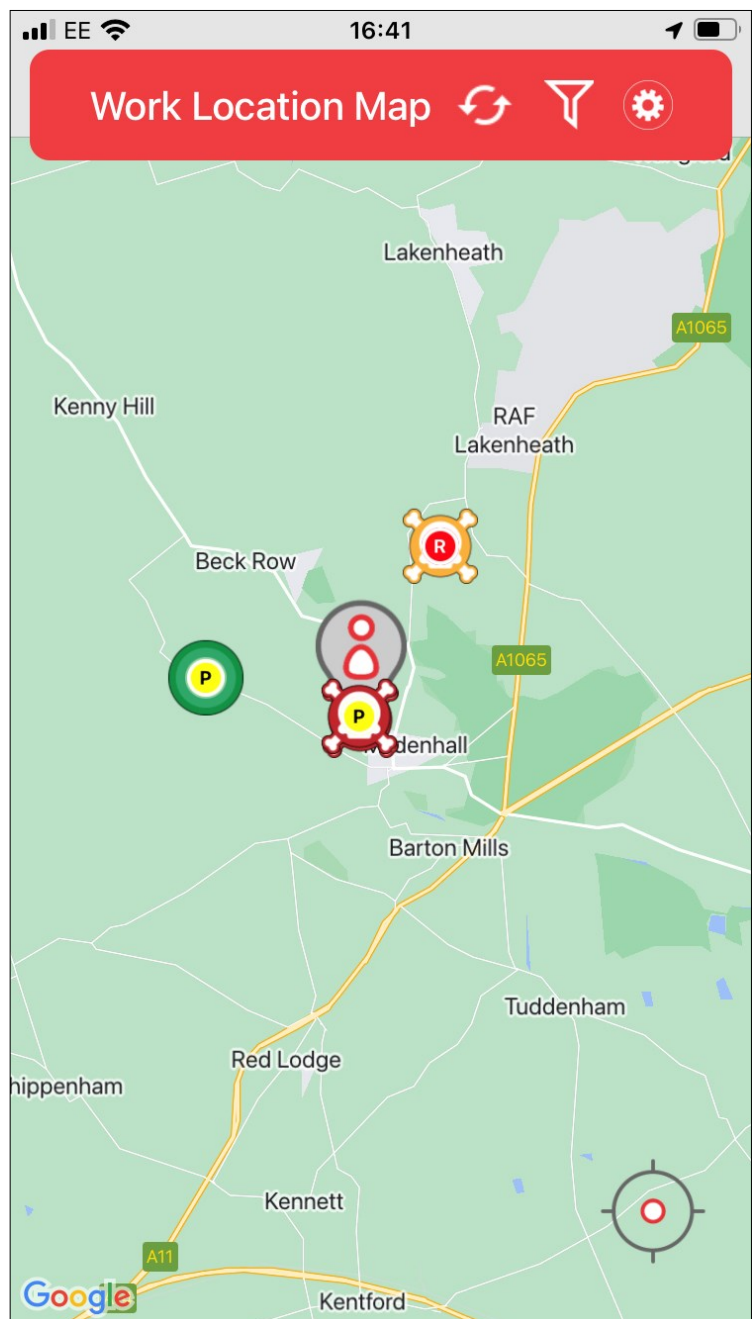 EE 16:41
Work Location Map
Lakenheath
A1065
Kenny Hill
RAF
Lakenheath
R
Beck Row
A1065
P
P
denhall
Barton Mills
Tuddenham
Red Lodge
hippenham
Kennett
A11
Google
Kentford